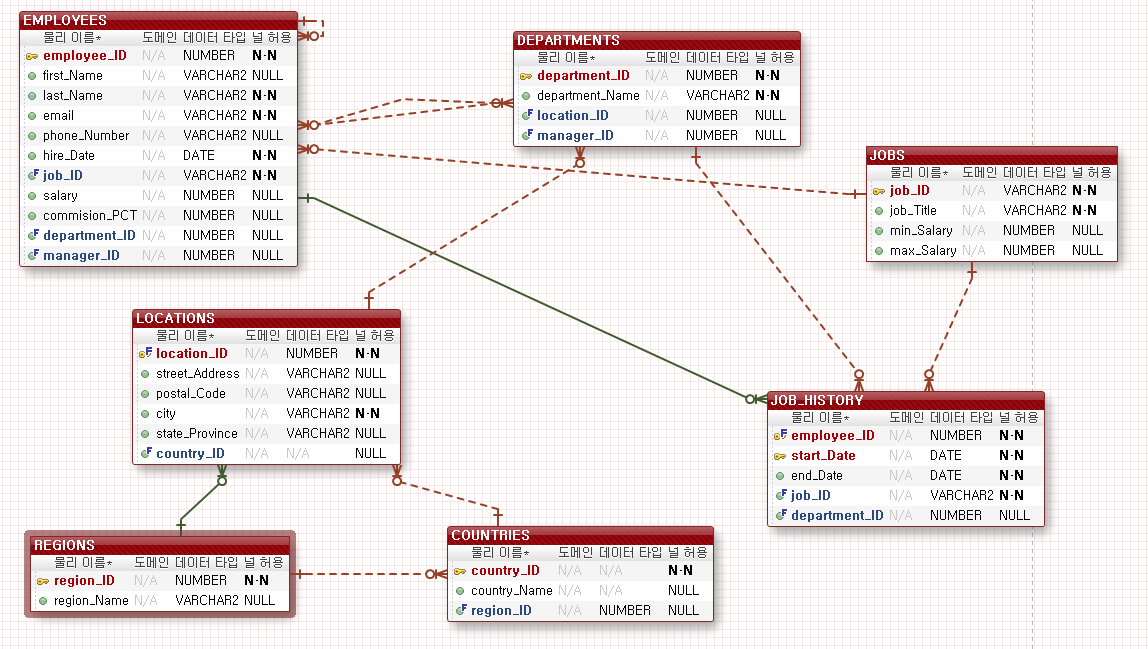 EMPLOYEES
물리 이름* 도메인 데이터 타입 널 허용
employee_ID N/A NUMBER N-N
first_Name N/A VARCHAR2 NULL
last_Name N/A VARCHAR2 N-N
email N/A VARCHAR2 N-N
phone_Number N/A VARCHAR2 NULL
hire_Date N/A DATE N-N
job_ID N/A VARCHAR2 N-N
salary N/A NUMBER NULL
commision_PCT N/A NUMBER NULL
department_ID N/A NUMBER NULL
manager_ID N/A NUMBER NULL
DEPARTMENTS
물리 이름* 도메인 데이터 타입 널 허용
department_ID N/A NUMBER N-N
department_Name N/A VARCHAR2 N-N
location_ID N/A NUMBER NULL
manager_ID N/A NUMBER NULL
JOBS
물리 이름* 도메인 데이터 타입 널 허용
job_ID N/A VARCHAR2 N-N
job_Title N/A VARCHAR2 N-N
min_Salary N/A NUMBER NULL
max_Salary N/A NUMBER NULL
LOCATIONS
물리 이름* 도메인 데이터 타입 널 허용
location_ID N/A NUMBER N-N
street_Address N/A VARCHAR2 NULL
postal_Code N/A VARCHAR2 NULL
city N/A VARCHAR2 N-N
state_Province N/A VARCHAR2 NULL
country_ID N/A N/A NULL
JOB_HISTORY
물리 이름* 도메인 데이터 타입 널 허용
employee_ID N/A NUMBER N-N
start_Date N/A DATE N-N
end_Date N/A DATE N-N
job_ID N/A VARCHAR2 N-N
department_ID N/A NUMBER NULL
REGIONS
물리 이름* 도메인 데이터 타입 널 허용
region_ID N/A NUMBER N-N
region_Name N/A VARCHAR2 NULL
COUNTRIES
물리 이름* 도메인 데이터 타입 널 허용
country_ID N/A N/A N-N
country_Name N/A N/A NULL
region_ID N/A NUMBER NULL